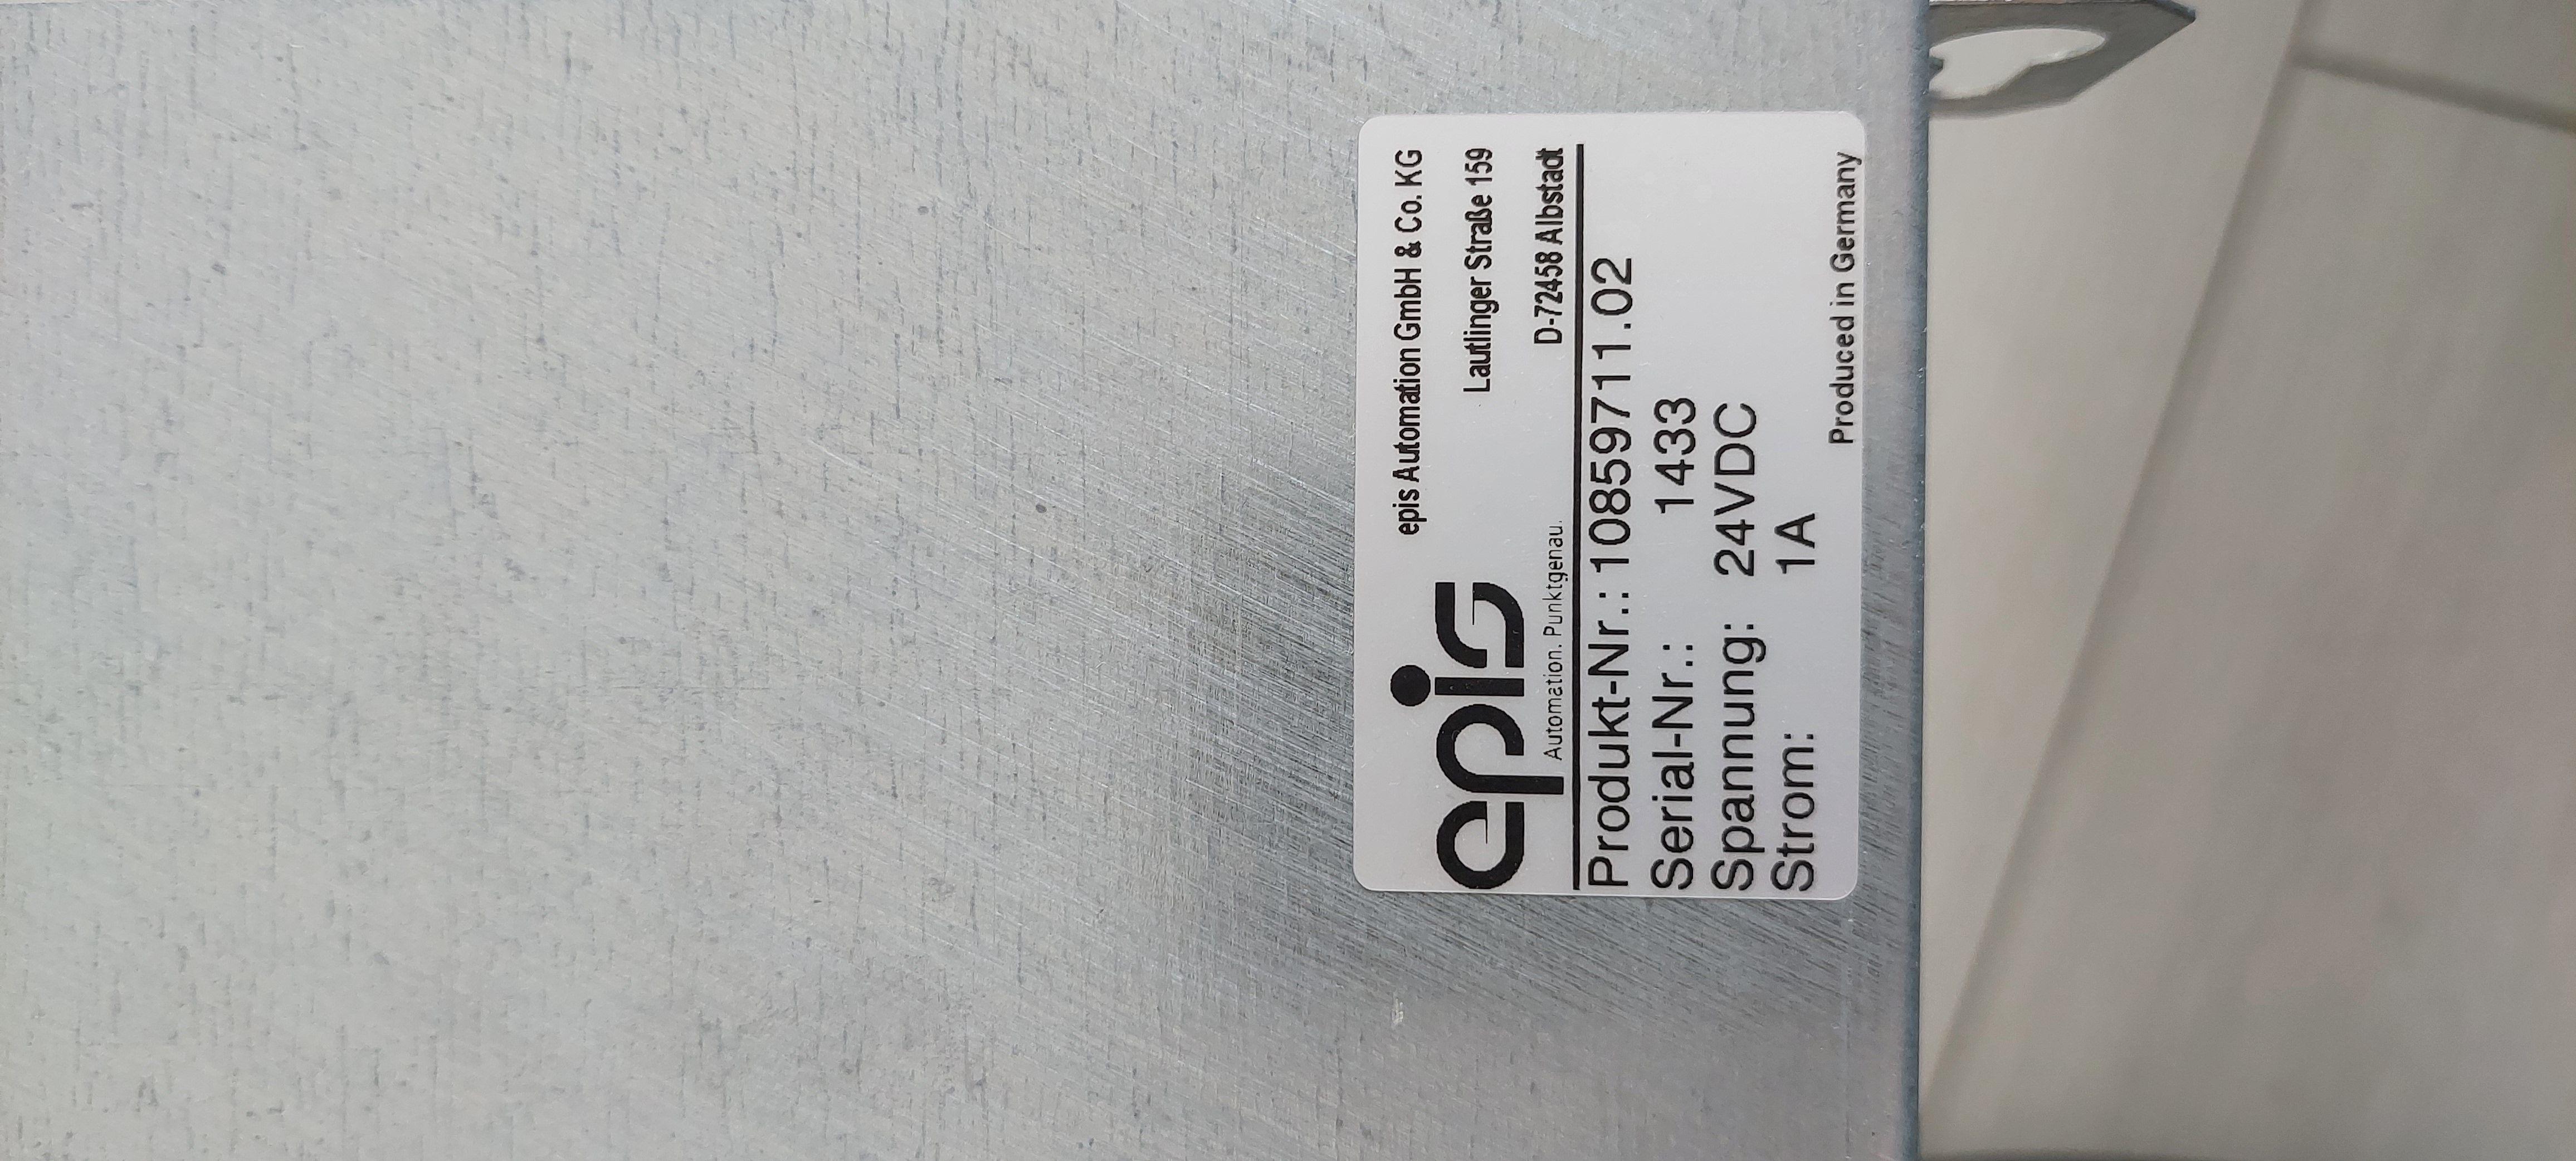 epis
Automation. Punktgenau.
epis Automation GmbH & Co. KG
Lautlinger Straße 159
D-72458 Albstadt
Produkt-Nr.: 10859711.02
Serial-Nr.: 1433
Spannung: 24VDC
Strom: 1A
Produced in Germany